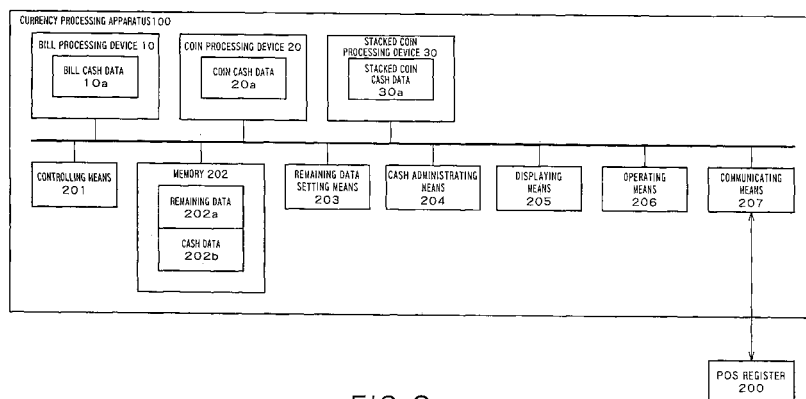 CURRENCY PROCESSING APPARATUS 100
BILL PROCESSING DEVICE 10
BILL CASH DATA
10a
COIN PROCESSING DEVICE 20
COIN CASH DATA
20a
STACKED COIN
PROCESSING DEVICE 30
STACKED COIN
CASH DATA
30a
CONTROLLING MEANS
201
MEMORY 202
REMAINING DATA
202a
CASH DATA
202b
REMAINING DATA
SETTING MEANS
203
CASH ADMINISTRATING
MEANS
204
DISPLAYING
MEANS
205
OPERATING
MEANS
206
COMMUNICATING
MEANS
207
POS REGISTER
200